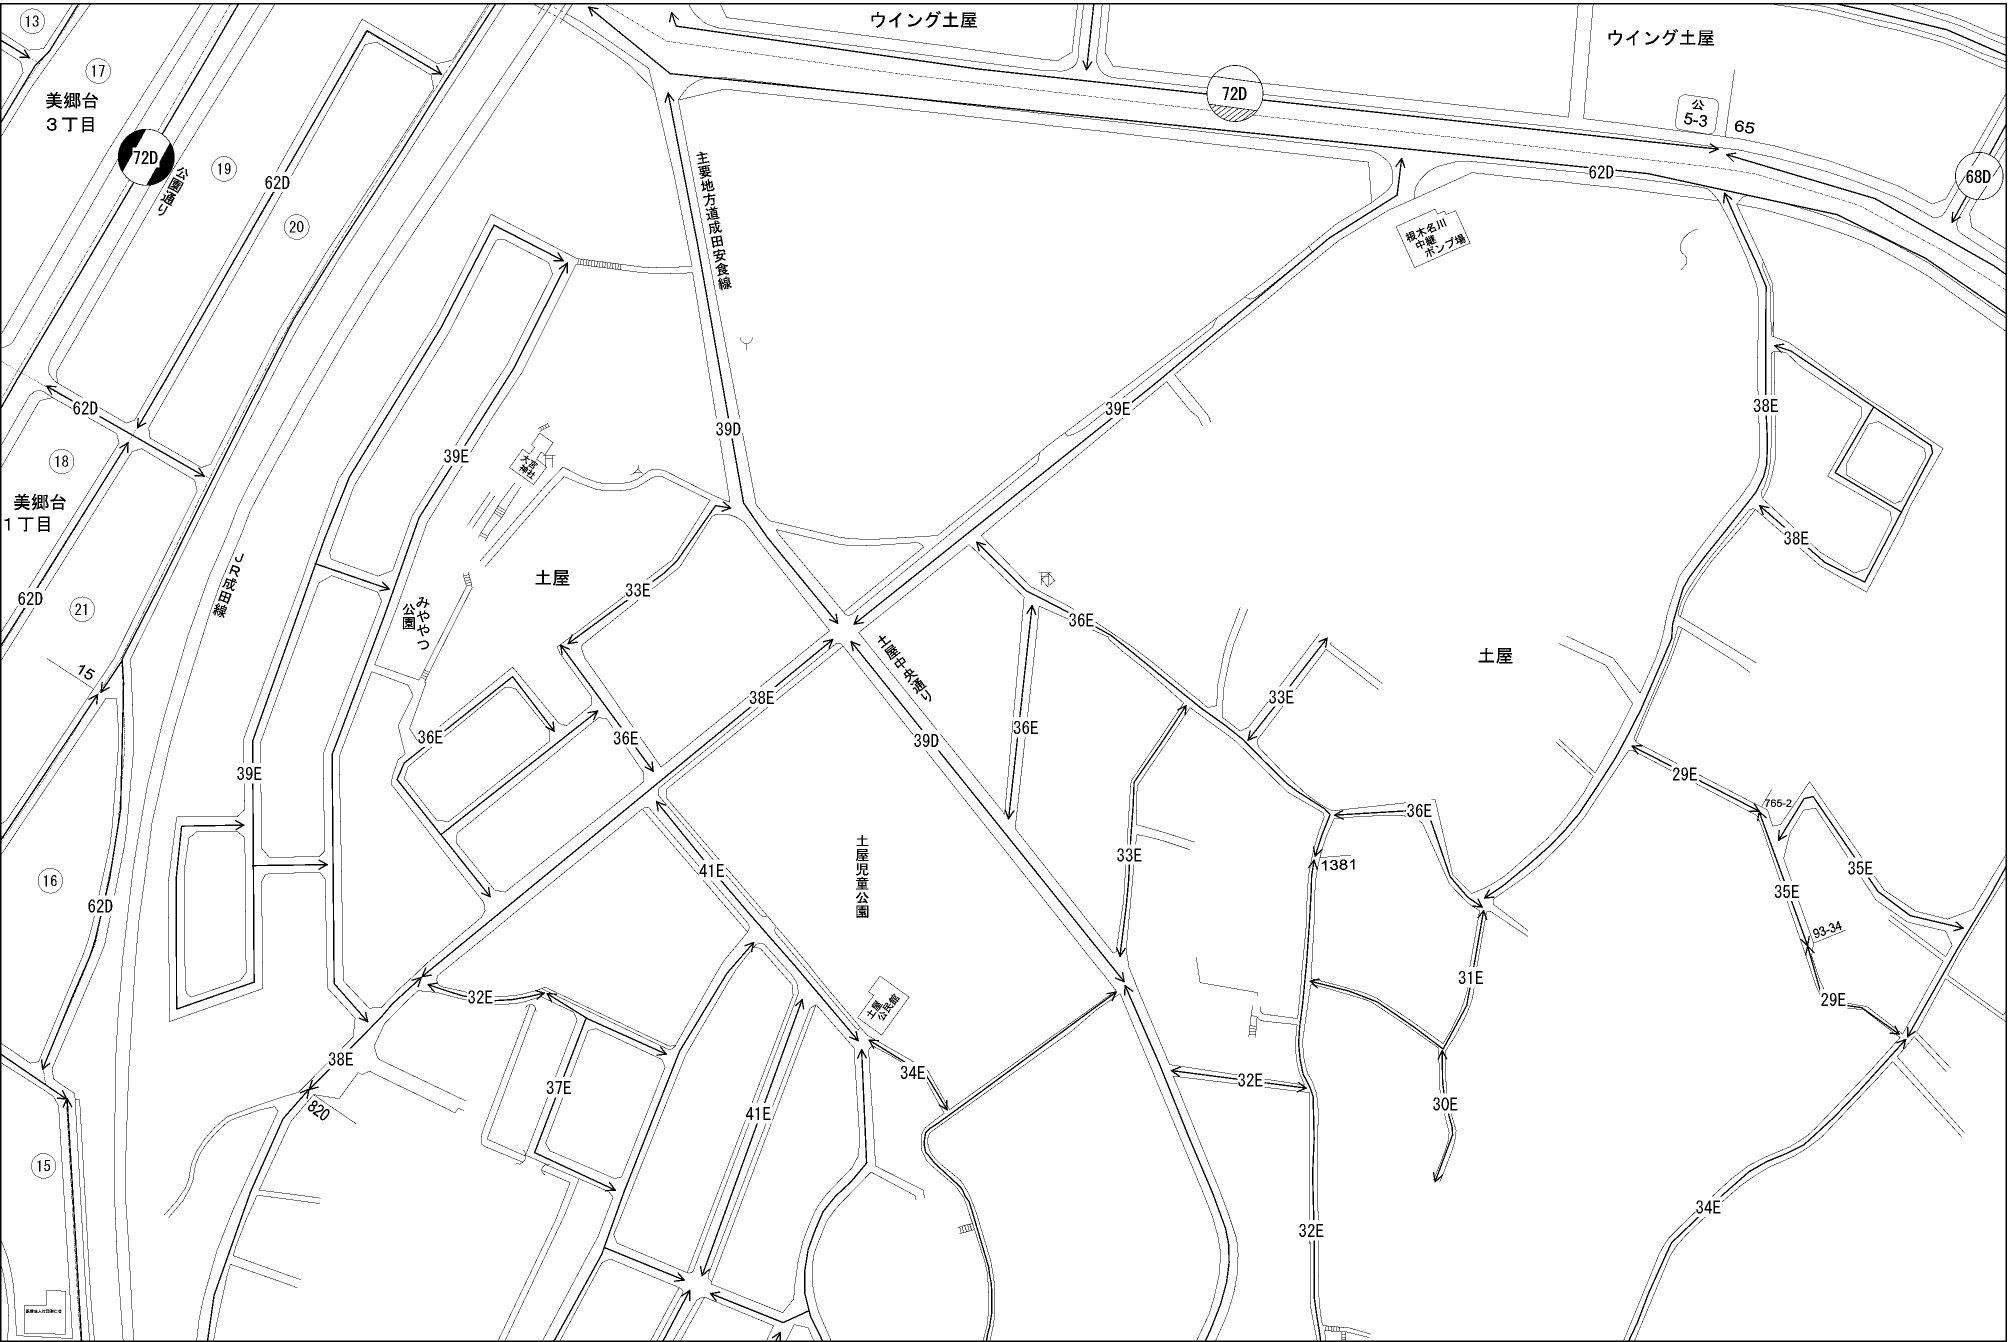 13
ウイング土屋
ウイング土屋
17
美郷台
3丁目
72D
72D
公
5-3
65
68D
19
62D
公園通り
20
主要地方道成田安食線
62D
根木名川
中継
ポンプ場
62D
39D
39E
38E
39E
大宮
神社
18
美郷台
1丁目
38E
JR成田線
みややつ
公園
土屋
33E
62D
21
36E
土屋中央通り
土屋
15
38E
33E
36E
36E
36E
39D
39E
29E
765-2
36E
41E
土屋児童公園
33E
1381
35E
35E
16
62D
93-34
32E
31E
29E
土屋
公民館
38E
34E
32E
37E
41E
30E
820
15
32E
34E